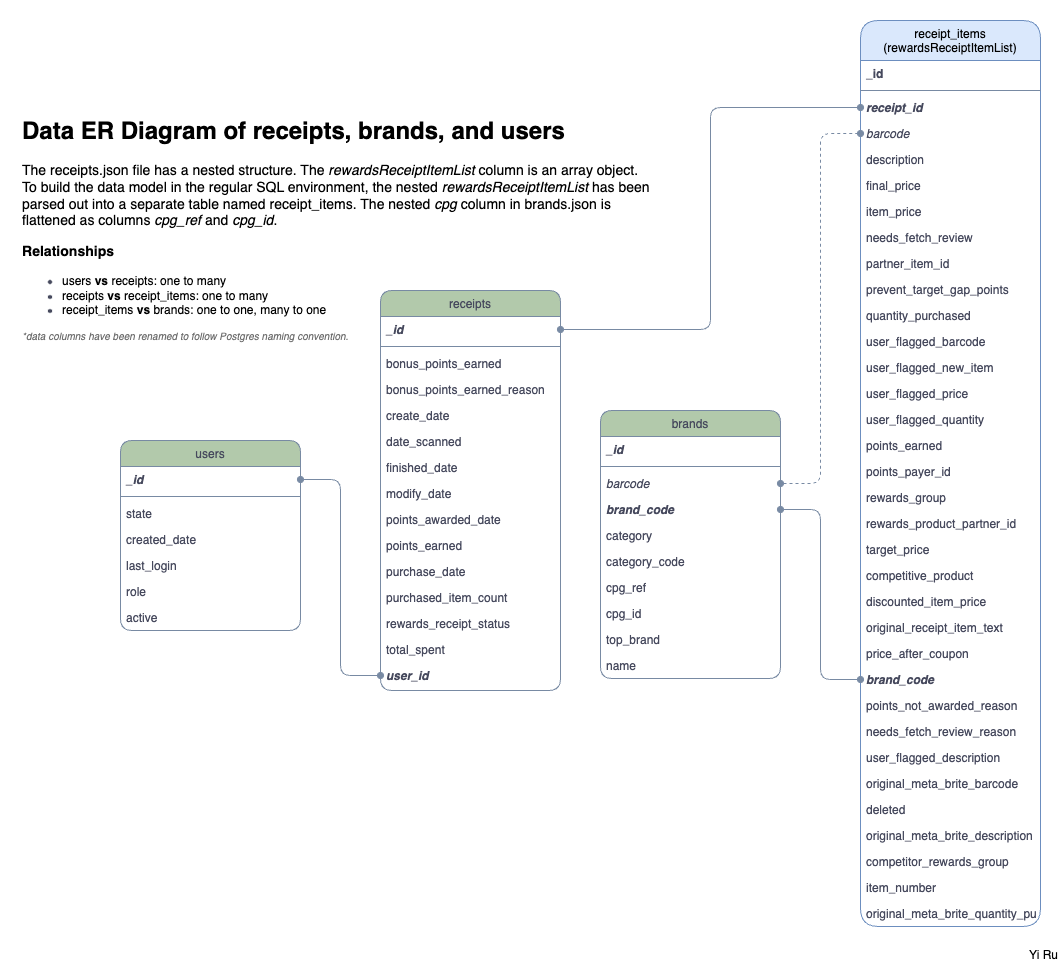 Data ER Diagram of receipts, brands, and users
The receipts.json file has a nested structure. The rewardsReceiptItemList column is an array object.
To build the data model in the regular SQL environment, the nested rewardsReceiptItemList has been
parsed out into a separate table named receipt_items. The nested cpg column in brands.json is
flattened as columns cpg_ref and cpg_id.
Relationships
• users vs receipts: one to many
• receipts vs receipt_items: one to many
• receipt_items vs brands: one to one, many to one
*data columns have been renamed to follow Postgres naming convention.
users
_id
state
created_date
last_login
role
active
receipts
_id
bonus_points_earned
bonus_points_earned_reason
create_date
date_scanned
finished_date
modify_date
points_awarded_date
points_earned
purchase_date
purchased_item_count
rewards_receipt_status
total_spent
user_id
brands
_id
barcode
brand_code
category
category_code
cpg_ref
cpg_id
top_brand
name
receipt_items
(rewardsReceiptItemList)
_id
receipt_id
barcode
description
final_price
item_price
needs_fetch_review
partner_item_id
prevent_target_gap_points
quantity_purchased
user_flagged_barcode
user_flagged_new_item
user_flagged_price
user_flagged_quantity
points_earned
points_payer_id
rewards_group
rewards_product_partner_id
target_price
competitive_product
discounted_item_price
original_receipt_item_text
price_after_coupon
brand_code
points_not_awarded_reason
needs_fetch_review_reason
user_flagged_description
original_meta_brite_barcode
deleted
original_meta_brite_description
competitor_rewards_group
item_number
original_meta_brite_quantity_pu
Yi Ru